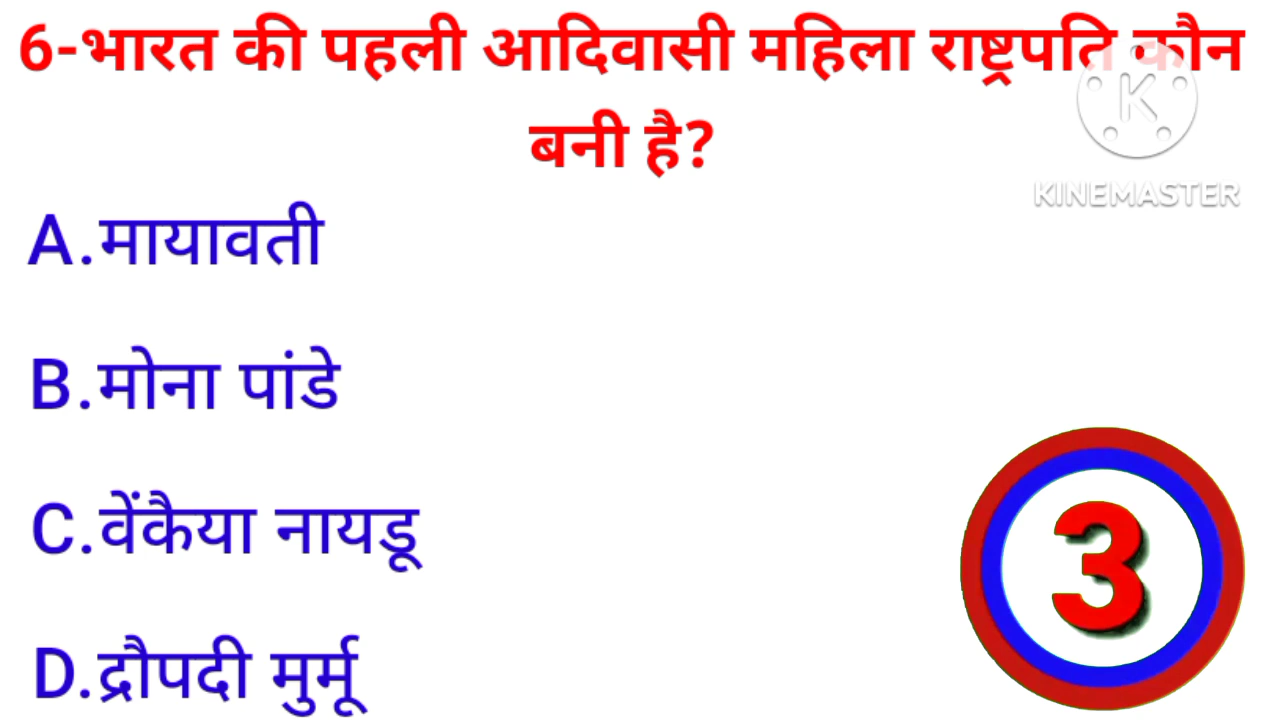 6-भारत की पहली आदिवासी महिला राष्ट्रपति कौन
बनी है?
K
KINEMASTER
A.मायावती
B.मोना पांडे
C.वेंकैया नायडू
3
D.द्रौपदी मुर्मू